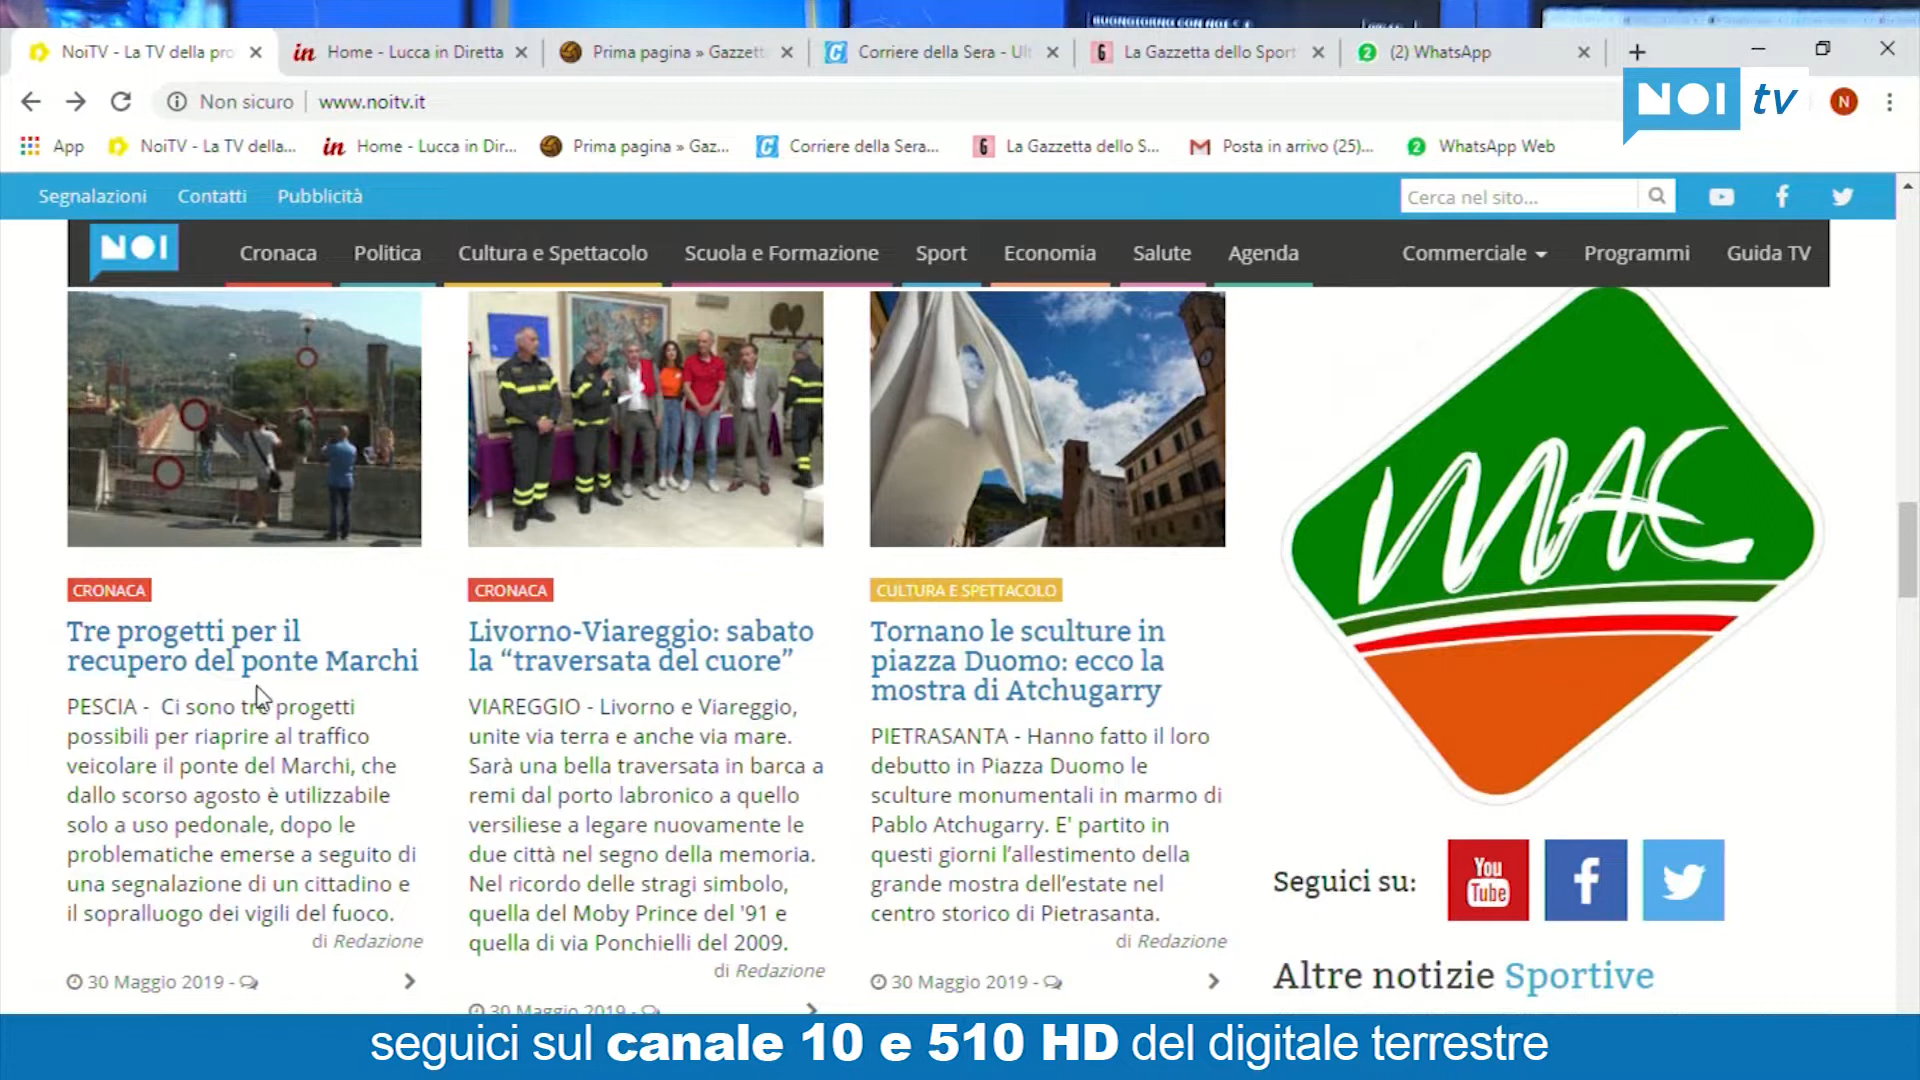 BUONGIORNO CON NOI
NoiTV - La TV della pro
Home - Lucca in Diretta
Prima pagina » Gazzett
Corriere della Sera - Ult
La Gazzetta dello Sport
(2) WhatsApp
Non sicuro
www.noitv.it
NOI tv
N
App
NoiTV - La TV della...
Home - Lucca in Dir...
Prima pagina » Gaz...
Corriere della Sera...
La Gazzetta dello S...
Posta in arrivo (25)...
WhatsApp Web
Segnalazioni
Contatti
Pubblicità
Cerca nel sito...
NOI
Cronaca
Politica
Cultura e Spettacolo
Scuola e Formazione
Sport
Economia
Salute
Agenda
Commerciale
Programmi
Guida TV
CRONACA
Tre progetti per il
recupero del ponte Marchi
PESCIA - Ci sono tre progetti
possibili per riaprire al traffico
veicolare il ponte del Marchi, che
dallo scorso agosto è utilizzabile
solo a uso pedonale, dopo le
problematiche emerse a seguito di
una segnalazione di un cittadino e
il sopralluogo dei vigili del fuoco.
di Redazione
30 Maggio 2019 -
CRONACA
Livorno-Viareggio: sabato
la “traversata del cuore”
VIAREGGIO - Livorno e Viareggio,
unite via terra e anche via mare.
Sarà una bella traversata in barca a
remi dal porto labronico a quello
versiliese a legare nuovamente le
due città nel segno della memoria.
Nel ricordo delle stragi simbolo,
quella del Moby Prince del '91 e
quella di via Ponchielli del 2009.
di Redazione
30 Maggio 2019 -
CULTURA E SPETTACOLO
Tornano le sculture in
piazza Duomo: ecco la
mostra di Atchugarry
PIETRASANTA - Hanno fatto il loro
debutto in Piazza Duomo le
sculture monumentali in marmo di
Pablo Atchugarry. E' partito in
questi giorni l’allestimento della
grande mostra dell’estate nel
centro storico di Pietrasanta.
di Redazione
30 Maggio 2019 -
MAC
Seguici su:
You
Tube
Altre notizie Sportive
seguici sul canale 10 e 510 HD del digitale terrestre